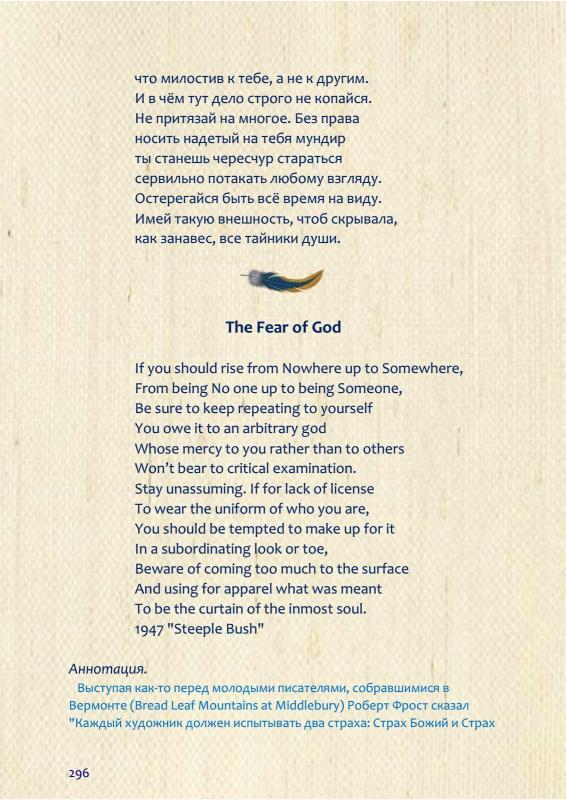 что милостив к тебе, а не к другим.
И в чём тут дело строго не копайся.
Не притязай на многое. Без права
носить надетый на тебя мундир
ты станешь чересчур стараться
сервильно потакать любому взгляду.
Остерегайся быть всё время на виду.
Имей такую внешность, чтоб скрывала,
как занавес, все тайники души.
The Fear of God
If you should rise from Nowhere up to Somewhere,
From being No one up to being Someone,
Be sure to keep repeating to yourself
You owe it to an arbitrary god
Whose mercy to you rather than to others
Won't bear to critical examination.
Stay unassuming. If for lack of license
To wear the uniform of who you are,
You should be tempted to make up for it
In a subordinating look or toe,
Beware of coming too much to the surface
And using for apparel what was meant
To be the curtain of the inmost soul.
1947 "Steeple Bush"
Аннотация.
Выступая как-то перед молодыми писателями, собравшимися в
Вермонте (Bread Leaf Mountains at Middlebury) Роберт Фрост сказал
"Каждый художник должен испытывать два страха: Страх Божий и Страх
296